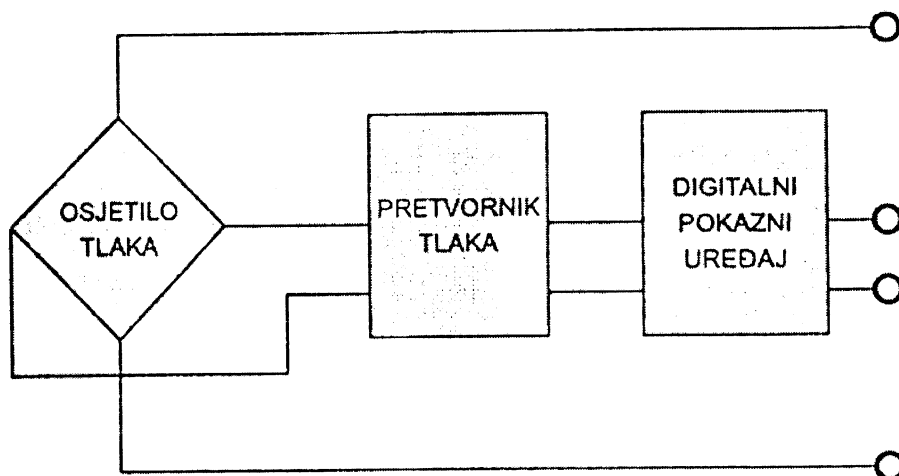 OSJETILO
TLAKA
PRETVORNIK
TLAKA
DIGITALNI
POKAZNI
UREĐAJ